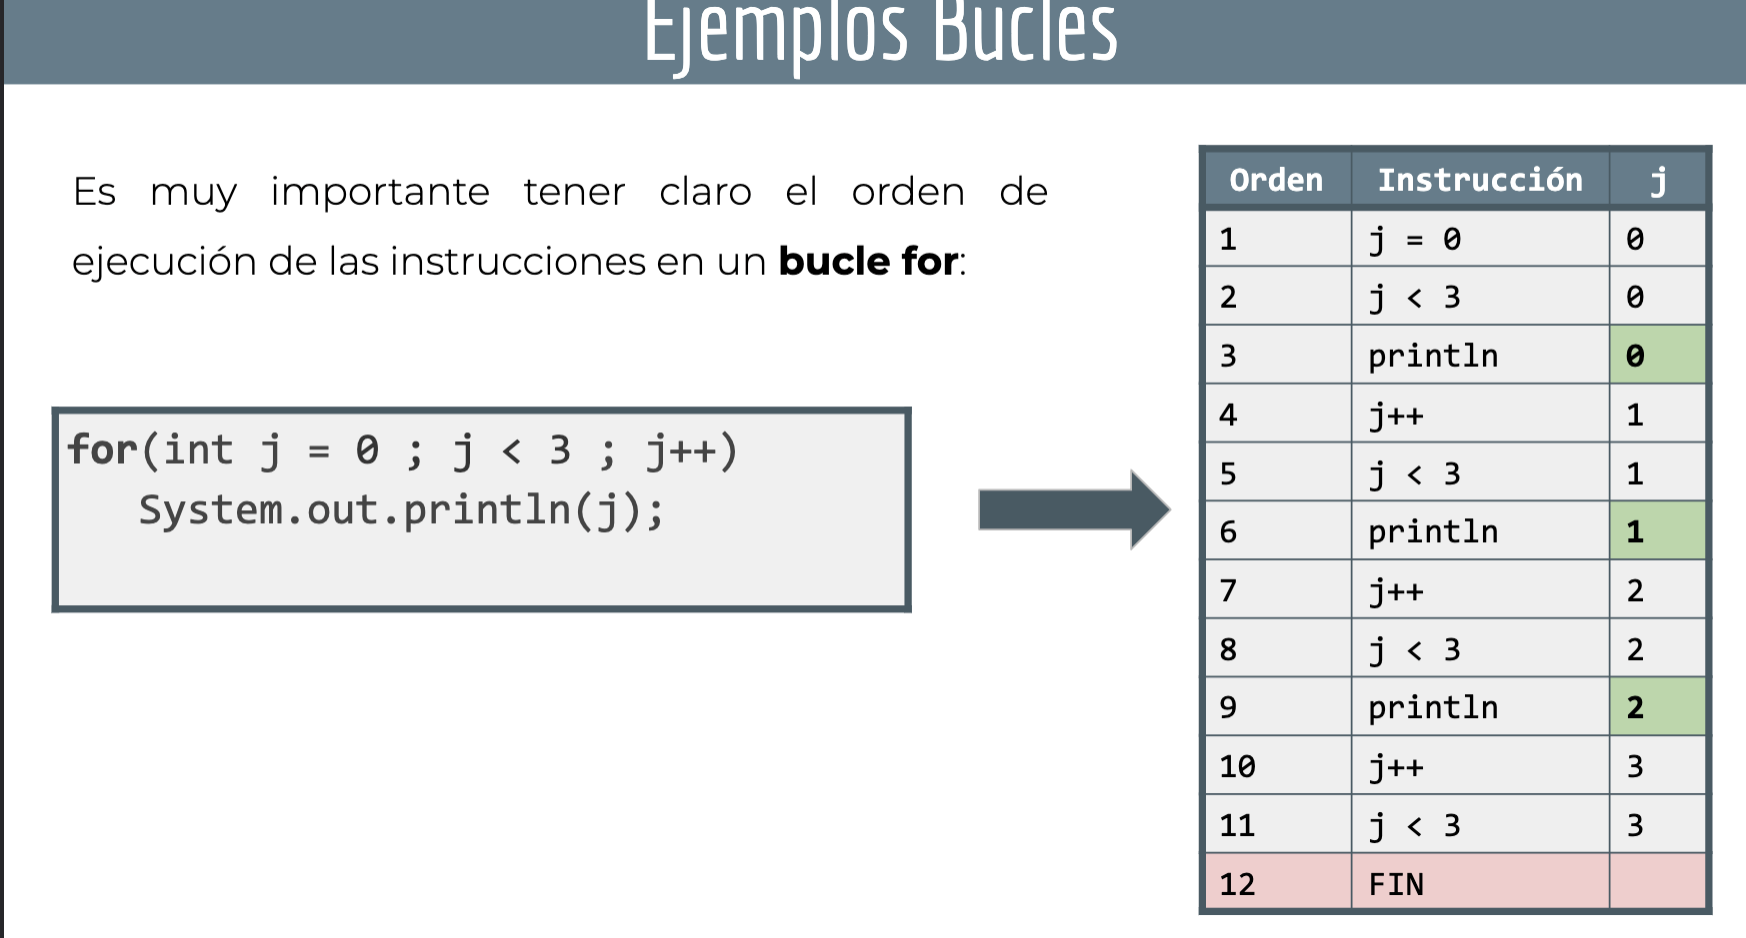 Ejemplos Bucles
Es muy importante tener claro el orden de
ejecución de las instrucciones en un bucle for:
for(int j = 0 ; j < 3 ; j++)
System.out.println(j);
Orden Instrucción j
1 j = 0 0
2 j < 3 0
3 println 0
4 j++ 1
5 j < 3 1
6 println 1
7 j++ 2
8 j < 3 2
9 println 2
10 j++ 3
11 j < 3 3
12 FIN